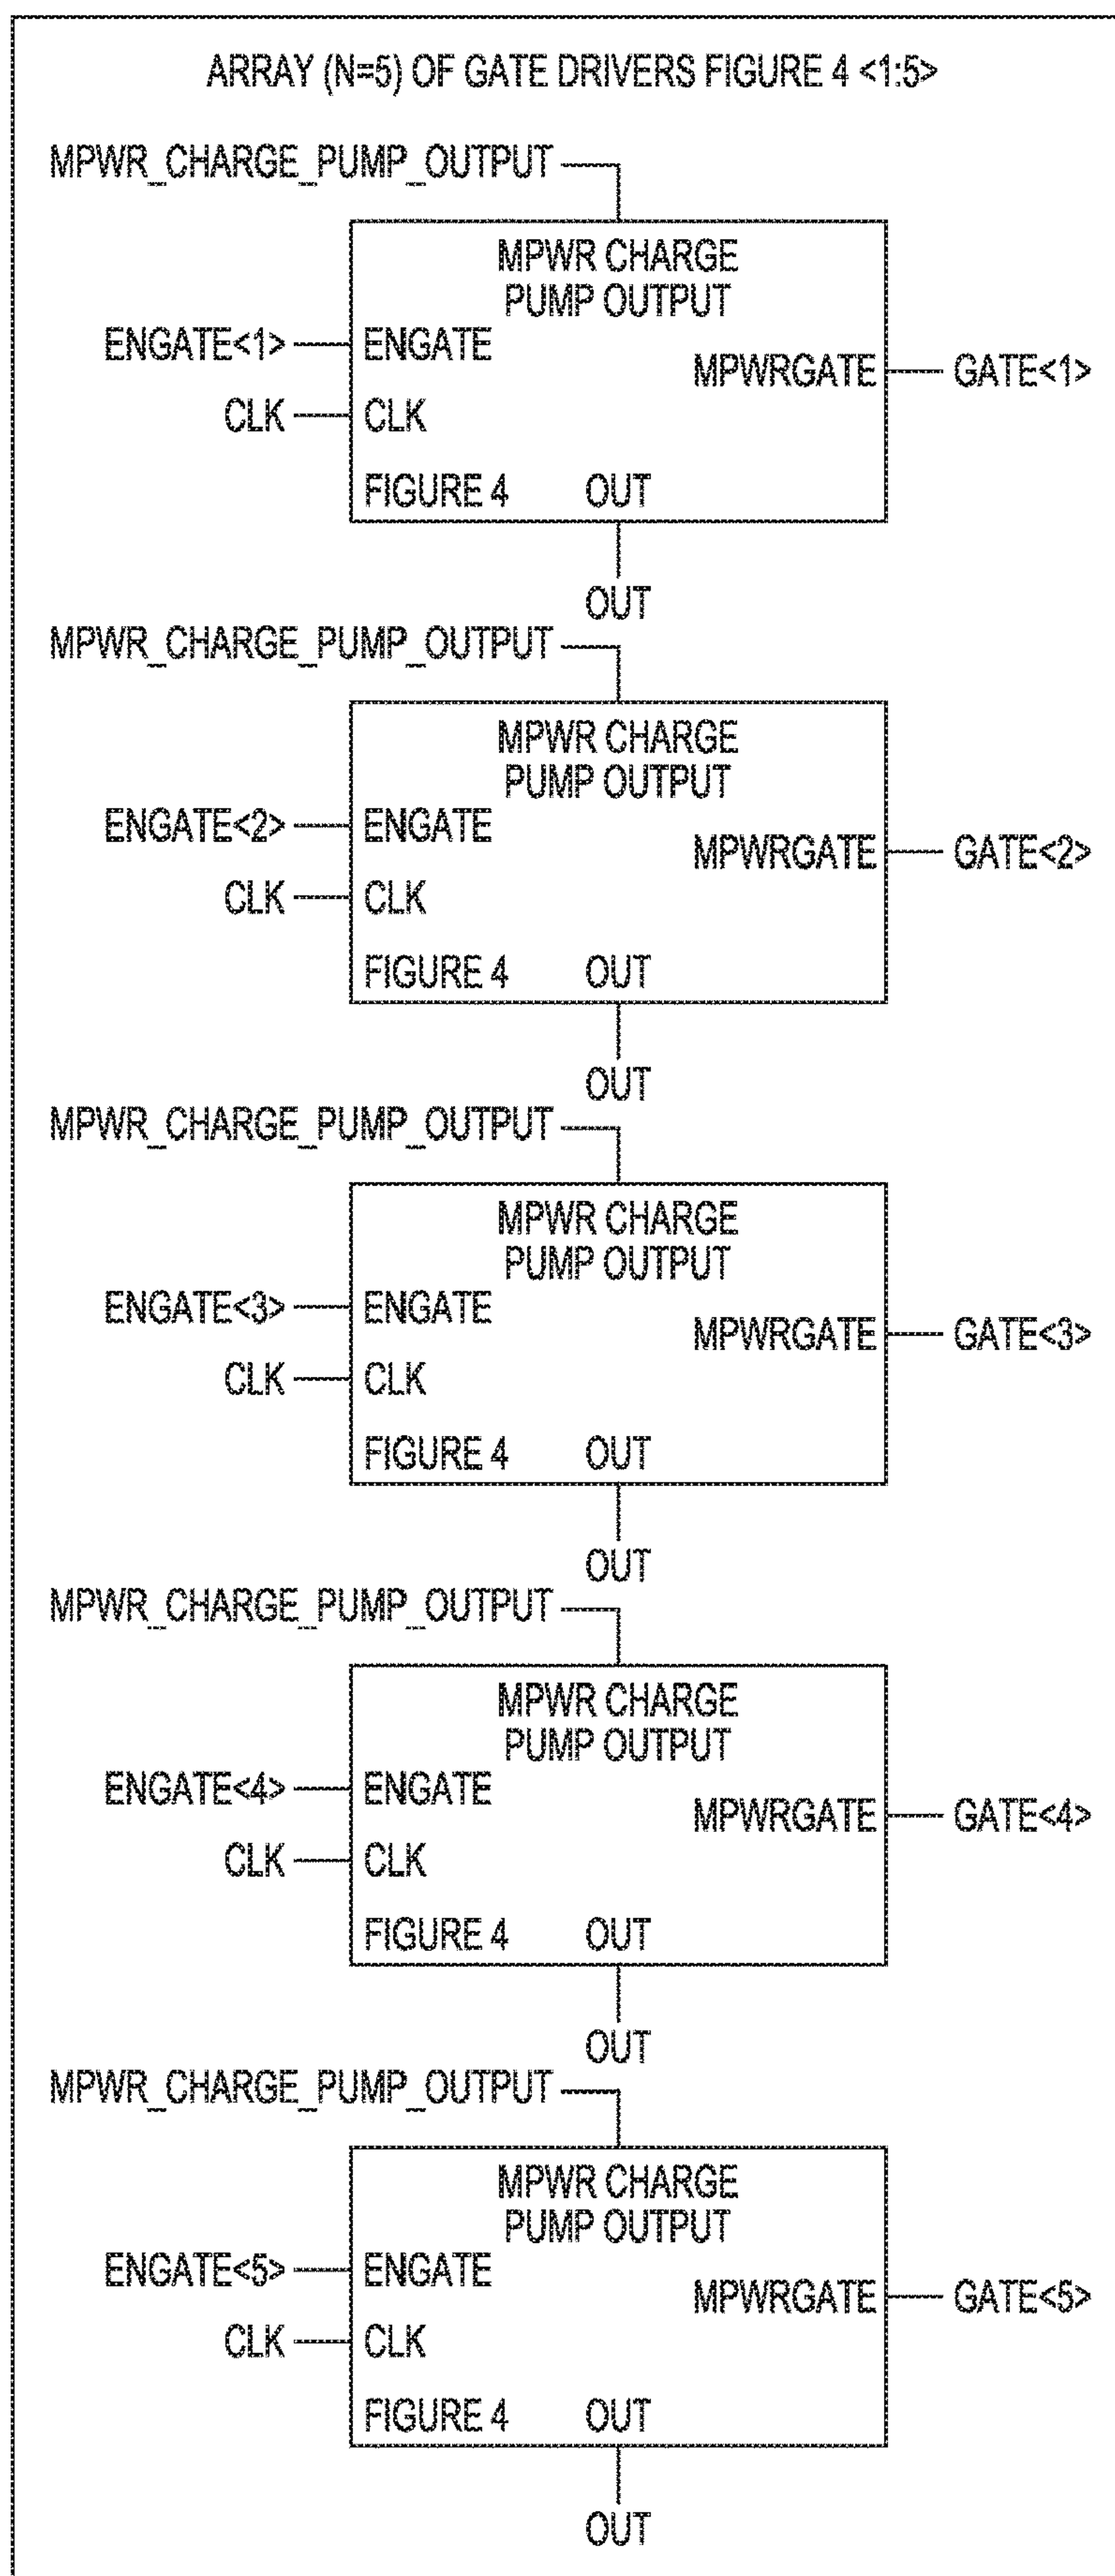 ARRAY (N=5) OF GATE DRIVERS FIGURE 4 <1:5>
MPWR_CHARGE_PUMP_OUTPUT
MPWR CHARGE
PUMP OUTPUT
ENGATE<1>
ENGATE
MPWRGATE
GATE<1>
CLK
CLK
FIGURE 4
OUT
OUT
MPWR_CHARGE_PUMP_OUTPUT
MPWR CHARGE
PUMP OUTPUT
ENGATE<2>
ENGATE
MPWRGATE
GATE<2>
CLK
CLK
FIGURE 4
OUT
OUT
MPWR_CHARGE_PUMP_OUTPUT
MPWR CHARGE
PUMP OUTPUT
ENGATE<3>
ENGATE
MPWRGATE
GATE<3>
CLK
CLK
FIGURE 4
OUT
OUT
MPWR_CHARGE_PUMP_OUTPUT
MPWR CHARGE
PUMP OUTPUT
ENGATE<4>
ENGATE
MPWRGATE
GATE<4>
CLK
CLK
FIGURE 4
OUT
OUT
MPWR_CHARGE_PUMP_OUTPUT
MPWR CHARGE
PUMP OUTPUT
ENGATE<5>
ENGATE
MPWRGATE
GATE<5>
CLK
CLK
FIGURE 4
OUT
OUT